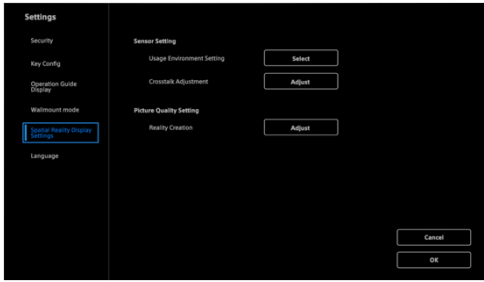 Settings
Security
Key Config
Operation Guide
Display
Wallmount mode
Spatial Reality Display
Settings
Language
Sensor Setting
Usage Environment Setting
Select
Crosstalk Adjustment
Adjust
Picture Quality Setting
Reality Creation
Adjust
Cancel
OK